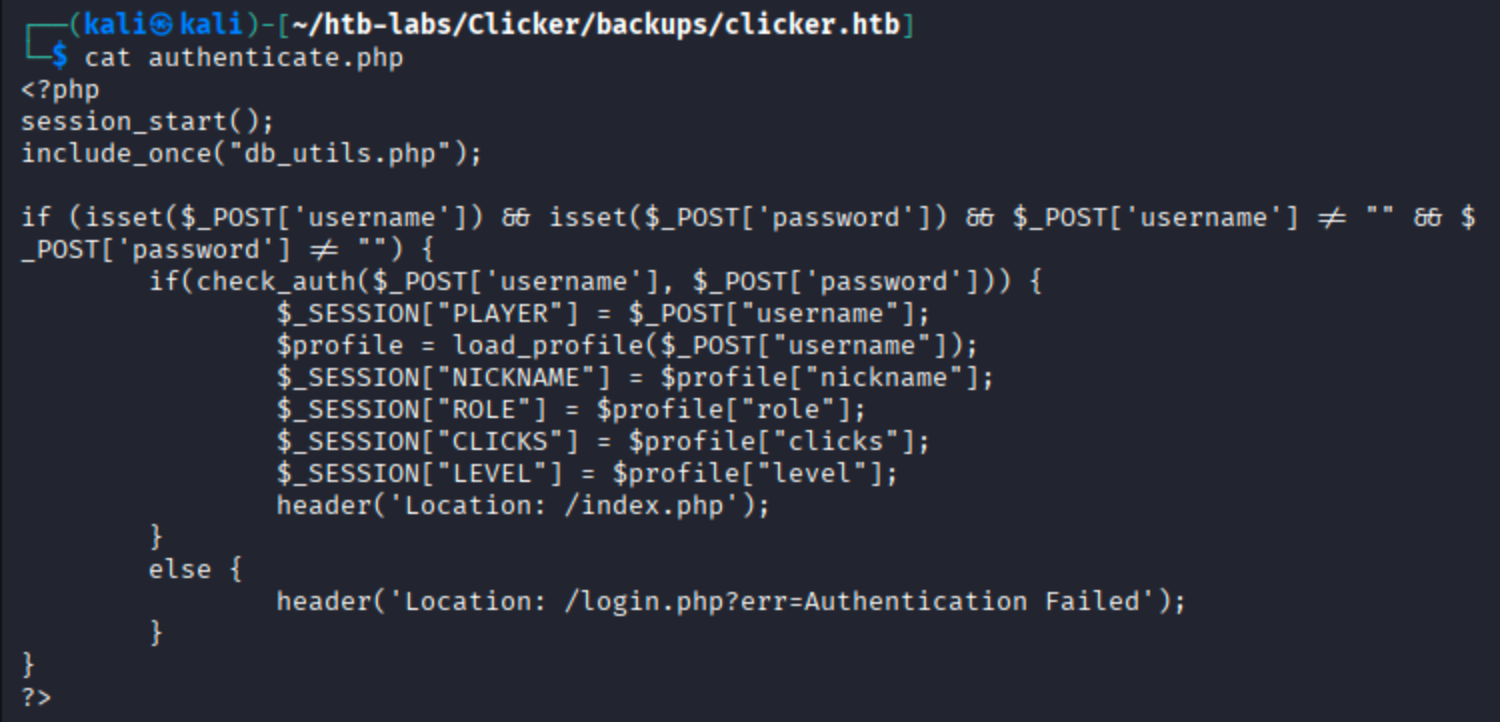 ┌──(kali㉿kali)-[~/htb-labs/Clicker/backups/clicker.htb]
└─$ cat authenticate.php
<?php
session_start();
include_once("db_utils.php");

if (isset($_POST['username']) && isset($_POST['password']) && $_POST['username'] != "" && $
_POST['password'] != "") {
        if(check_auth($_POST['username'], $_POST['password'])) {
                $_SESSION["PLAYER"] = $_POST["username"];
                $profile = load_profile($_POST["username"]);
                $_SESSION["NICKNAME"] = $profile["nickname"];
                $_SESSION["ROLE"] = $profile["role"];
                $_SESSION["CLICKS"] = $profile["clicks"];
                $_SESSION["LEVEL"] = $profile["level"];
                header('Location: /index.php');
        }
        else {
                header('Location: /login.php?err=Authentication Failed');
        }
}
?>